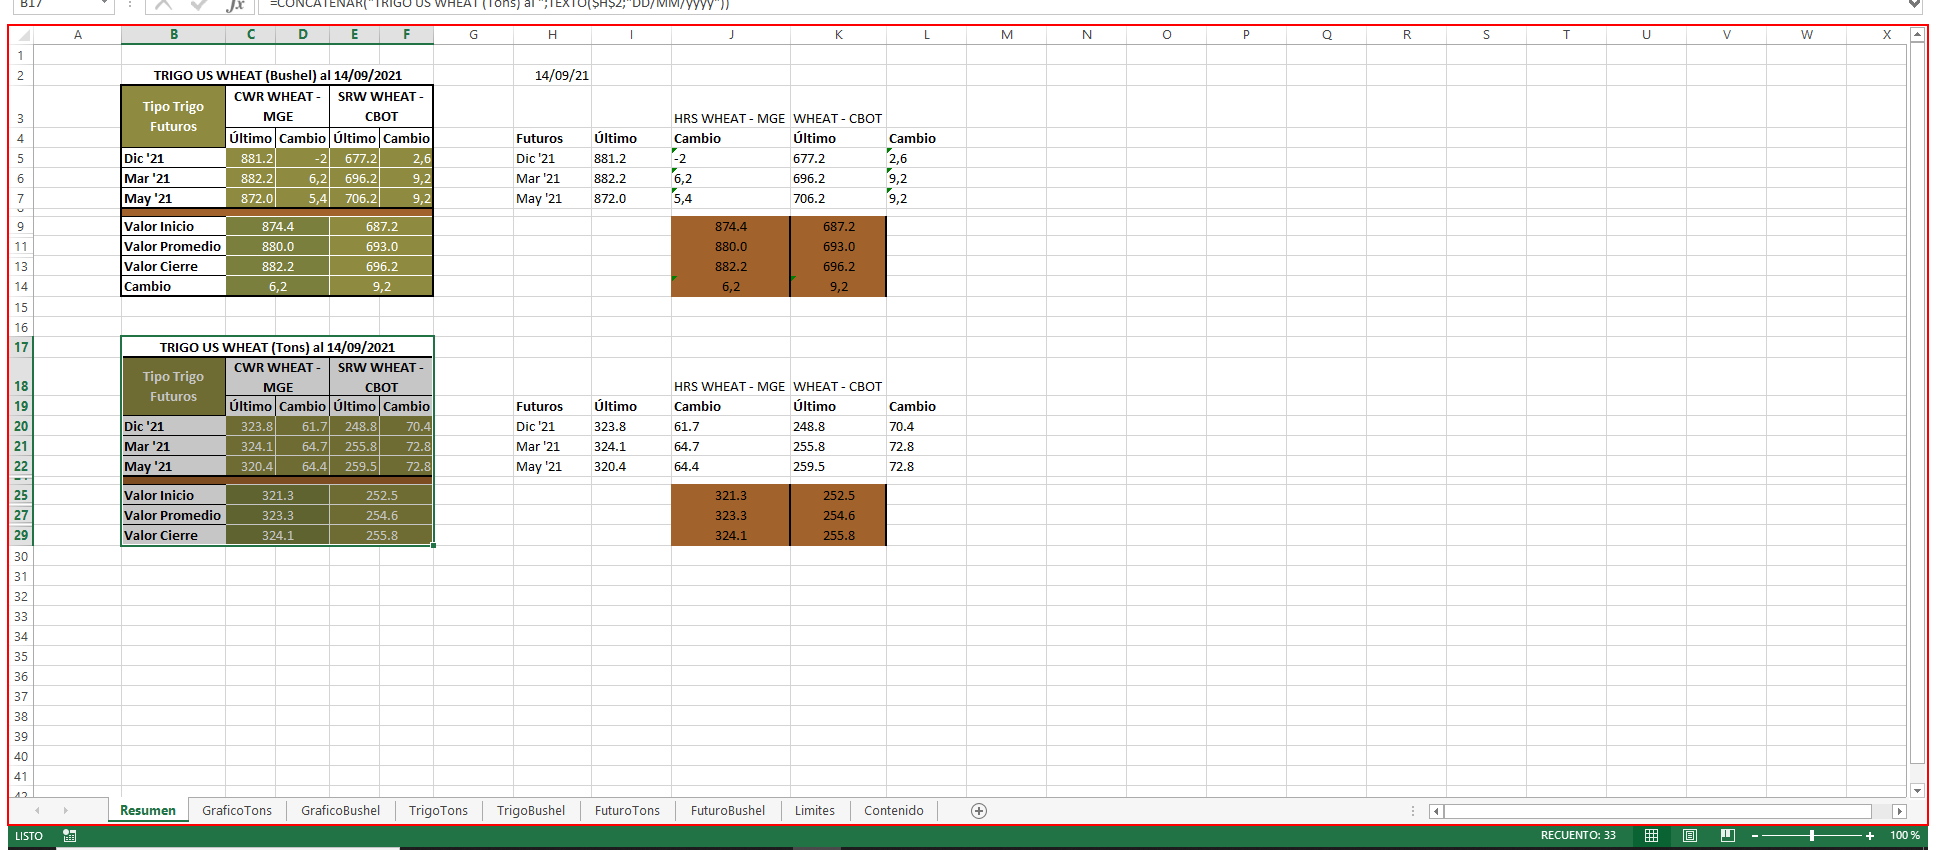 B17 fx =CONCATENAR("TRIGO US WHEAT (Tons) al ";TEXTO($H$2;"DD/MM/yyyy"))
A B C D E F G H I J K L M N O P Q R S T U V W X
1
2 TRIGO US WHEAT (Bushel) al 14/09/2021 14/09/21
Tipo Trigo Futuros CWR WHEAT - MGE SRW WHEAT - CBOT
3 HRS WHEAT - MGE WHEAT - CBOT
4 Último Cambio Último Cambio Futuros Último Cambio Último Cambio
5 Dic '21 881.2 -2 677.2 2,6 Dic '21 881.2 -2 677.2 2,6
6 Mar '21 882.2 6,2 696.2 9,2 Mar '21 882.2 6,2 696.2 9,2
7 May '21 872.0 5,4 706.2 9,2 May '21 872.0 5,4 706.2 9,2
9 Valor Inicio 874.4 687.2 874.4 687.2
11 Valor Promedio 880.0 693.0 880.0 693.0
13 Valor Cierre 882.2 696.2 882.2 696.2
14 Cambio 6,2 9,2 6,2 9,2
15
16
17 TRIGO US WHEAT (Tons) al 14/09/2021
Tipo Trigo Futuros CWR WHEAT - MGE SRW WHEAT - CBOT
18 HRS WHEAT - MGE WHEAT - CBOT
19 Último Cambio Último Cambio Futuros Último Cambio Último Cambio
20 Dic '21 323.8 61.7 248.8 70.4 Dic '21 323.8 61.7 248.8 70.4
21 Mar '21 324.1 64.7 255.8 72.8 Mar '21 324.1 64.7 255.8 72.8
22 May '21 320.4 64.4 259.5 72.8 May '21 320.4 64.4 259.5 72.8
25 Valor Inicio 321.3 252.5 321.3 252.5
27 Valor Promedio 323.3 254.6 323.3 254.6
29 Valor Cierre 324.1 255.8 324.1 255.8
30
31
32
33
34
35
36
37
38
39
40
41
42
Resumen GraficoTons GraficoBushel TrigoTons TrigoBushel FuturoTons FuturoBushel Limites Contenido
LISTO RECUENTO: 33 100 %